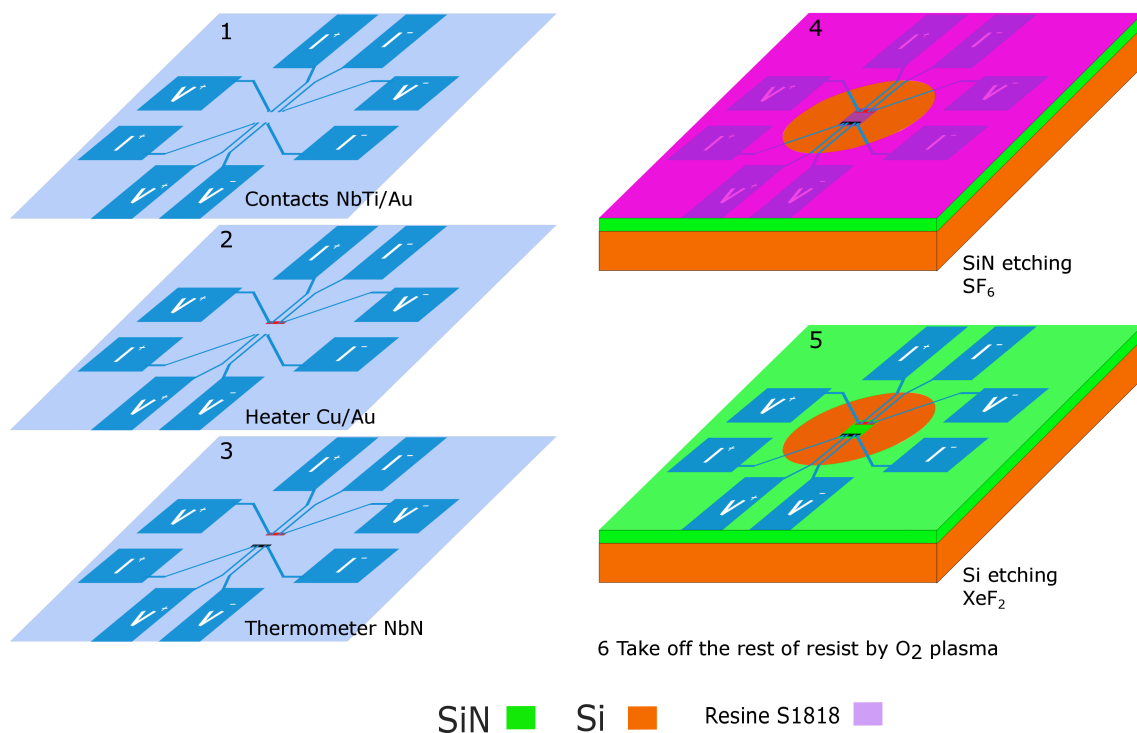 1
I+ I-
V+ V-
I+ I-
V+ V-
Contacts NbTi/Au
2
I+ I-
V+ V-
I+ I-
V+ V-
Heater Cu/Au
3
I+ I-
V+ V-
I+ I-
V+ V-
Thermometer NbN
4
I+ I-
V+ V-
I+ I-
V+ V-
SiN etching
SF6
5
I+ I-
V+ V-
I+ I-
V+ V-
Si etching
XeF2
6 Take off the rest of resist by O2 plasma
SiN Si Resine S1818